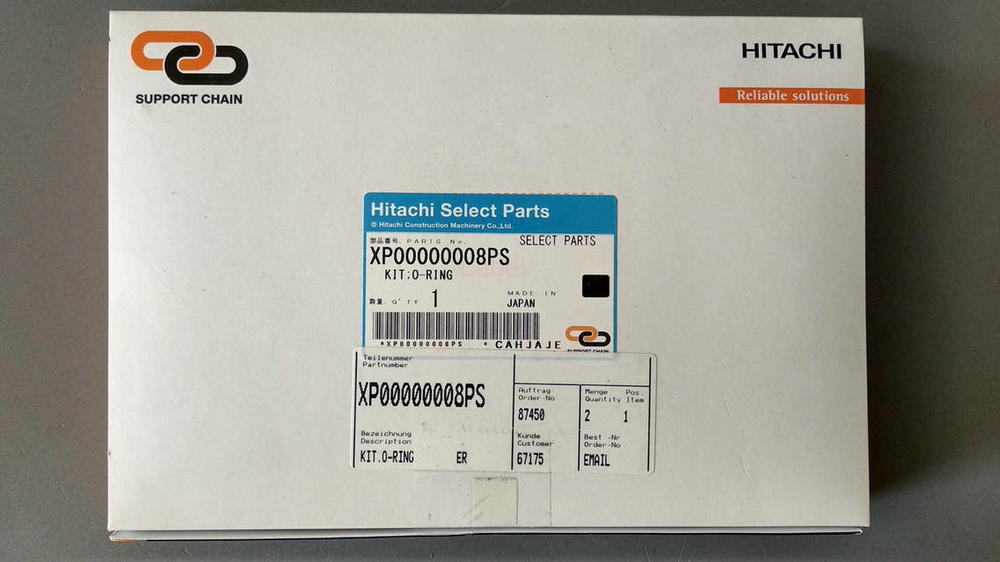 SUPPORT CHAIN
HITACHI
Reliable solutions
Hitachi Select Parts
© Hitachi Construction Machinery Co.,Ltd.
部品番号. PARTS No.
SELECT PARTS
XP00000008PS
KIT;O-RING
数量. Q'TY 1
MADE IN
JAPAN
*XP00000008PS * CAHJAJE
SUPPORT CHAIN
Teilenummer
Partnumber
XP00000008PS
Auftrag
Order-No
87450
Menge Pos
Quantity Item
2 1
Bezeichnung
Description
KIT.O-RING ER
Kunde
Customer
67175
Best.-Nr
Order-No
EMAIL